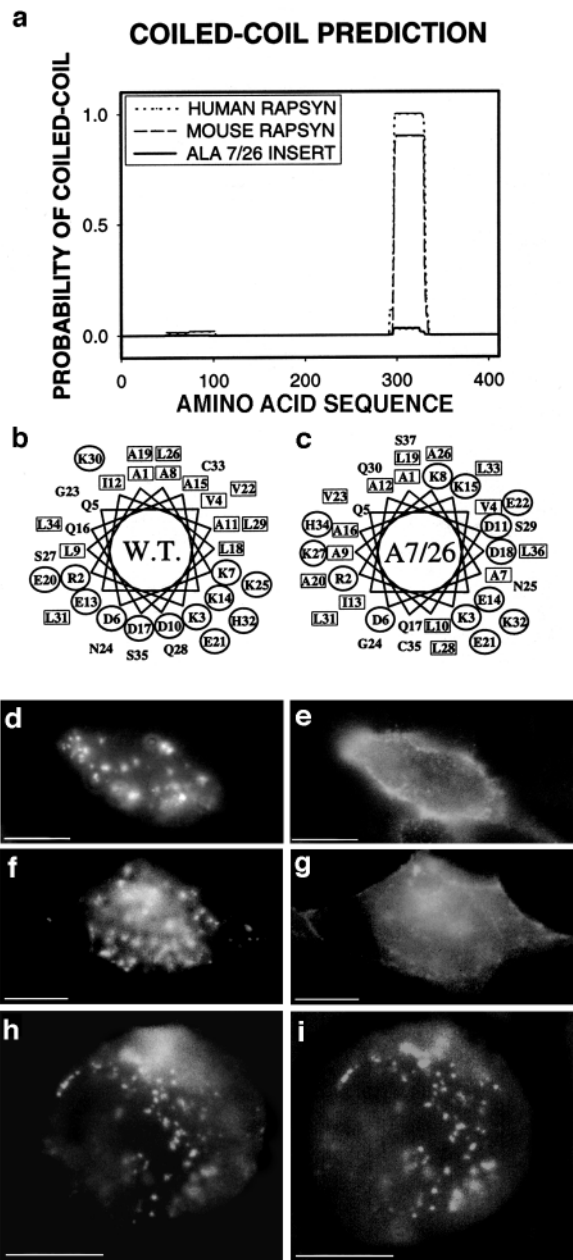 a
COILED-COIL PREDICTION
PROBABILITY OF COILED-COIL
1.0
0.5
0.0
HUMAN RAPSYN
MOUSE RAPSYN
ALA 7/26 INSERT
0 100 200 300 400
AMINO ACID SEQUENCE
b
K30 A19 L26 C33
I12 A1 A8 A15
G23 Q5 V4 V22
L34 Q16 A11 L29
S27 L9 W.T. L18
E20 R2 K7 K25
E13 K14
L31 D6 D17 D10 K3 H32
N24 S35 Q28 E21
c
S37
Q30 L19 A26 L33
A12 A1 K8 K15
V23 Q5 V4 E22
H34 A16 D11 S29
K27 A9 A7/26 D18 L36
A20 R2 A7 N25
I13 E14
L31 D6 Q17 L10 K3 K32
G24 C35 L28 E21
d
e
f
g
h
i